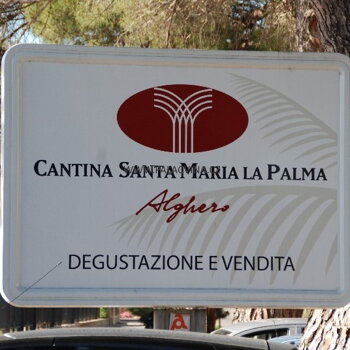 CANTINA SANTA MARIA LA PALMA
Alghero
DEGUSTAZIONE E VENDITA